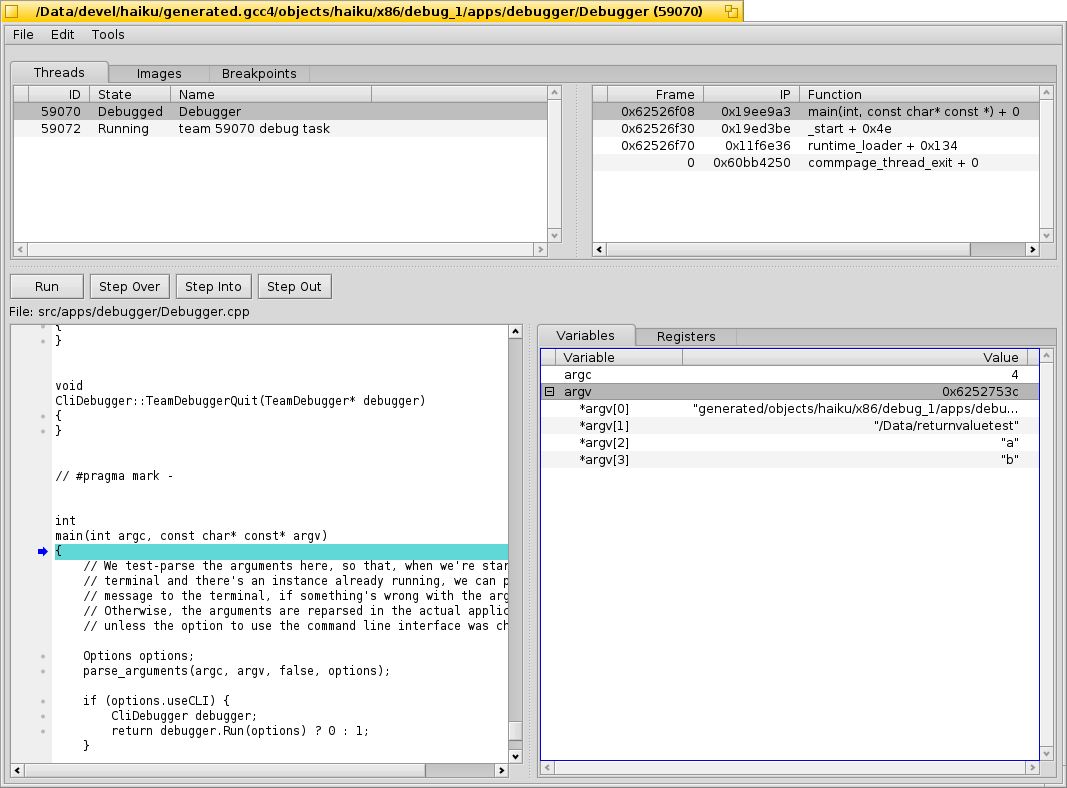 /Data/devel/haiku/generated.gcc4/objects/haiku/x86/debug_1/apps/debugger/Debugger (59070)
File Edit Tools
Threads Images Breakpoints
ID State Name
59070 Debugged Debugger
59072 Running team 59070 debug task
Frame IP Function
0x62526f08 0x19ee9a3 main(int, const char* const *) + 0
0x62526f30 0x19ed3be _start + 0x4e
0x62526f70 0x11f6e36 runtime_loader + 0x134
0 0x60bb4250 commpage_thread_exit + 0
Run Step Over Step Into Step Out
File: src/apps/debugger/Debugger.cpp
{
}
void
CliDebugger::TeamDebuggerQuit(TeamDebugger* debugger)
{
}
// #pragma mark -
int
main(int argc, const char* const* argv)
{
// We test-parse the arguments here, so that, when we're star
// terminal and there's an instance already running, we can p
// message to the terminal, if something's wrong with the arg
// Otherwise, the arguments are reparsed in the actual applic
// unless the option to use the command line interface was ch
Options options;
parse_arguments(argc, argv, false, options);
if (options.useCLI) {
CliDebugger debugger;
return debugger.Run(options) ? 0 : 1;
}
Variables Registers
Variable Value
argc 4
argv 0x6252753c
*argv[0] "generated/objects/haiku/x86/debug_1/apps/debu...
*argv[1] "/Data/returnvaluetest"
*argv[2] "a"
*argv[3] "b"